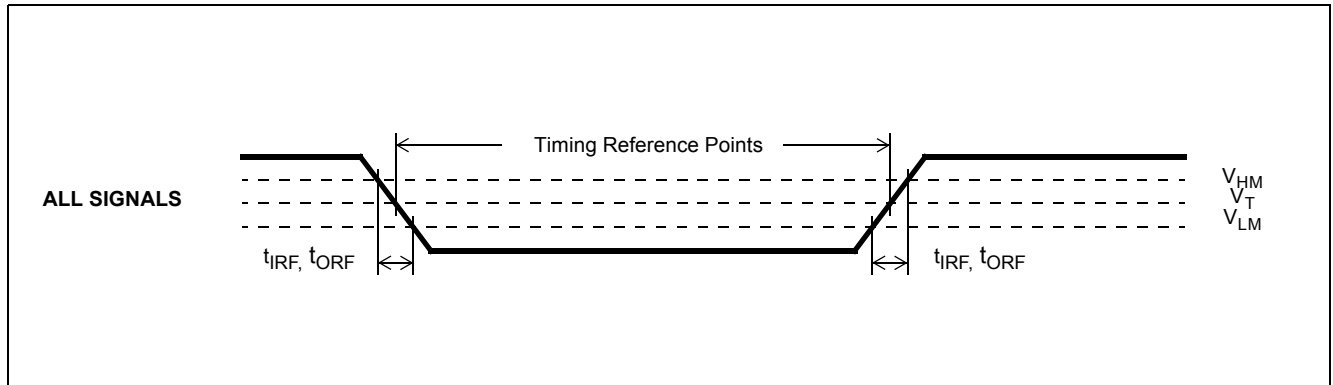 Timing Reference Points
ALL SIGNALS
VHM
VT
VLM
tIRF, tORF
tIRF, tORF